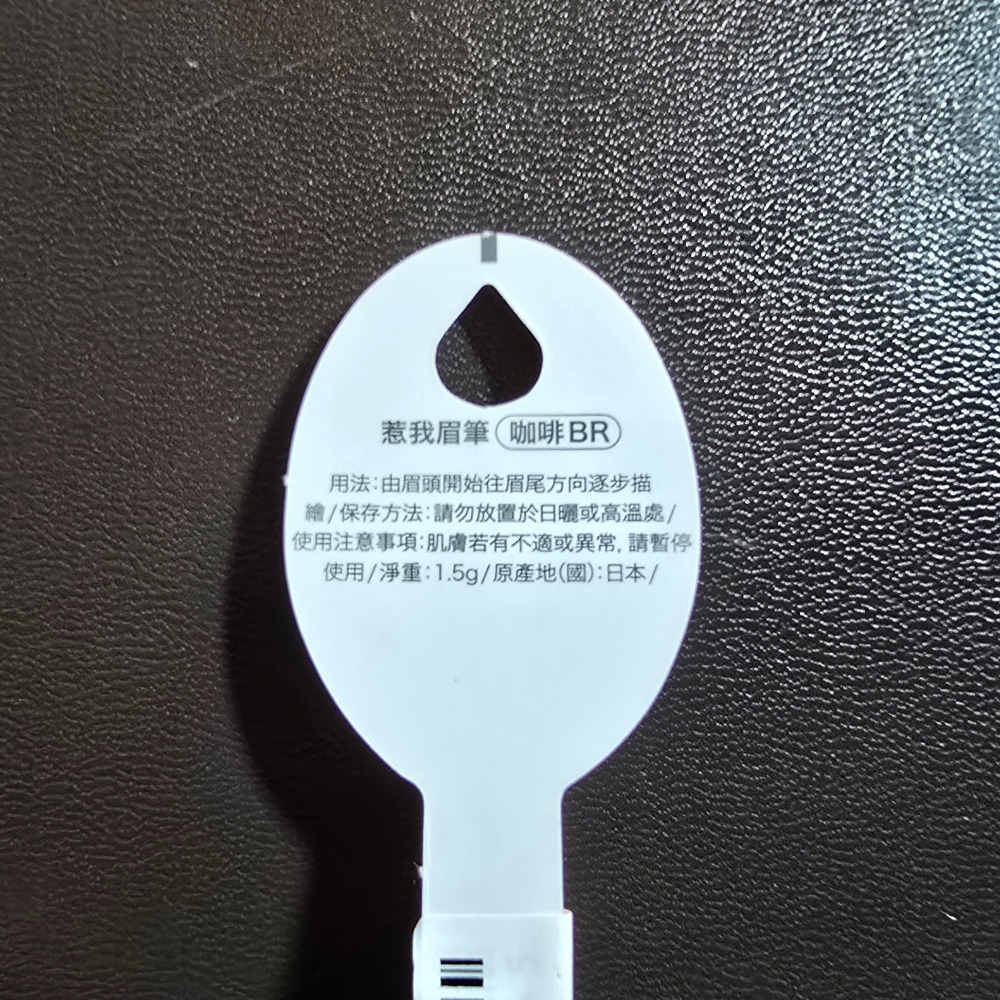 惹我眉筆 咖啡BR
用法:由眉頭開始往眉尾方向逐步描
繪/保存方法:請勿放置於日曬或高溫處/
使用注意事項:肌膚若有不適或異常, 請暫停
使用/淨重:1.5g/原產地(國):日本/